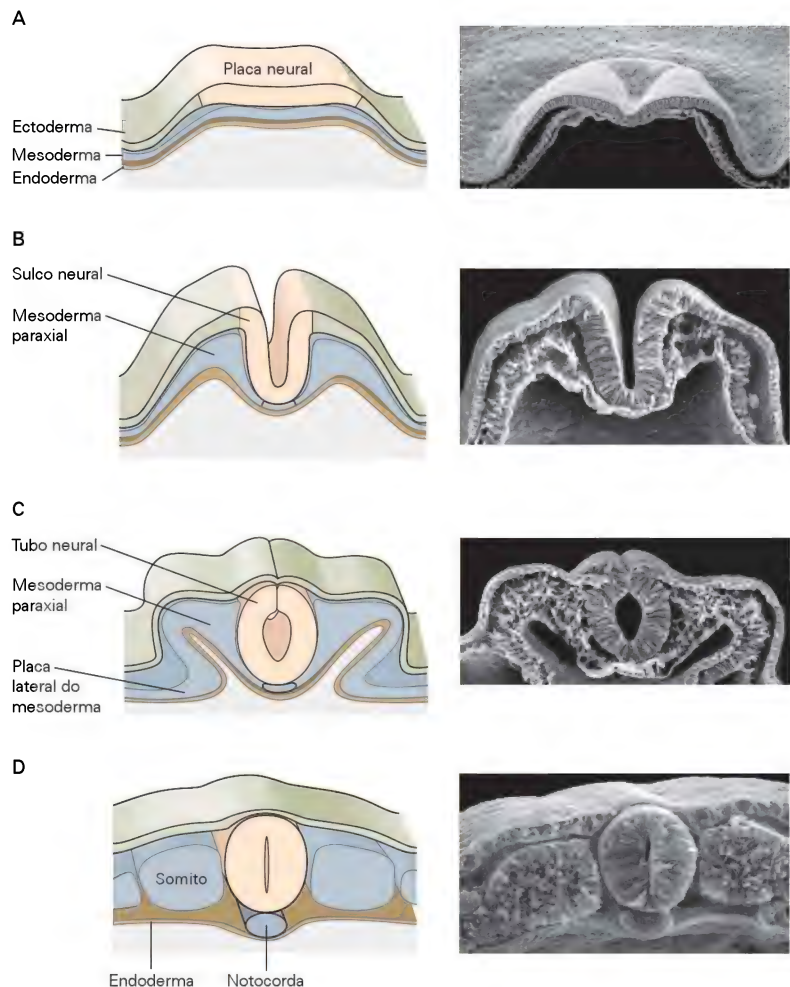 A
Placa neural
Ectoderma
Mesoderma
Endoderma
B
Sulco neural
Mesoderma
paraxial
C
Tubo neural
Mesoderma
paraxial
Placa
lateral do
mesoderma
D
Somito
Endoderma
Notocorda